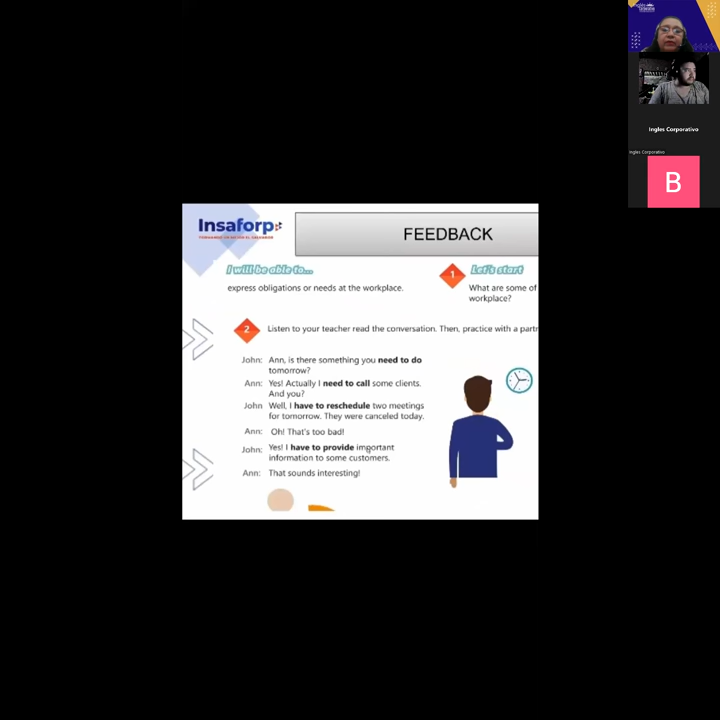 Ingles Corporativo
Ingles Corporativo
B
Insaforp
FEEDBACK
I will be able to...
express obligations or needs at the workplace.
1
Let's start
What are some of
workplace?
2
Listen to your teacher read the conversation. Then, practice with a partn
John: Ann, is there something you need to do
tomorrow?
Ann: Yes! Actually I need to call some clients.
And you?
John Well, I have to reschedule two meetings
for tomorrow. They were canceled today.
Ann: Oh! That's too bad!
John: Yes! I have to provide important
information to some customers.
Ann: That sounds interesting!